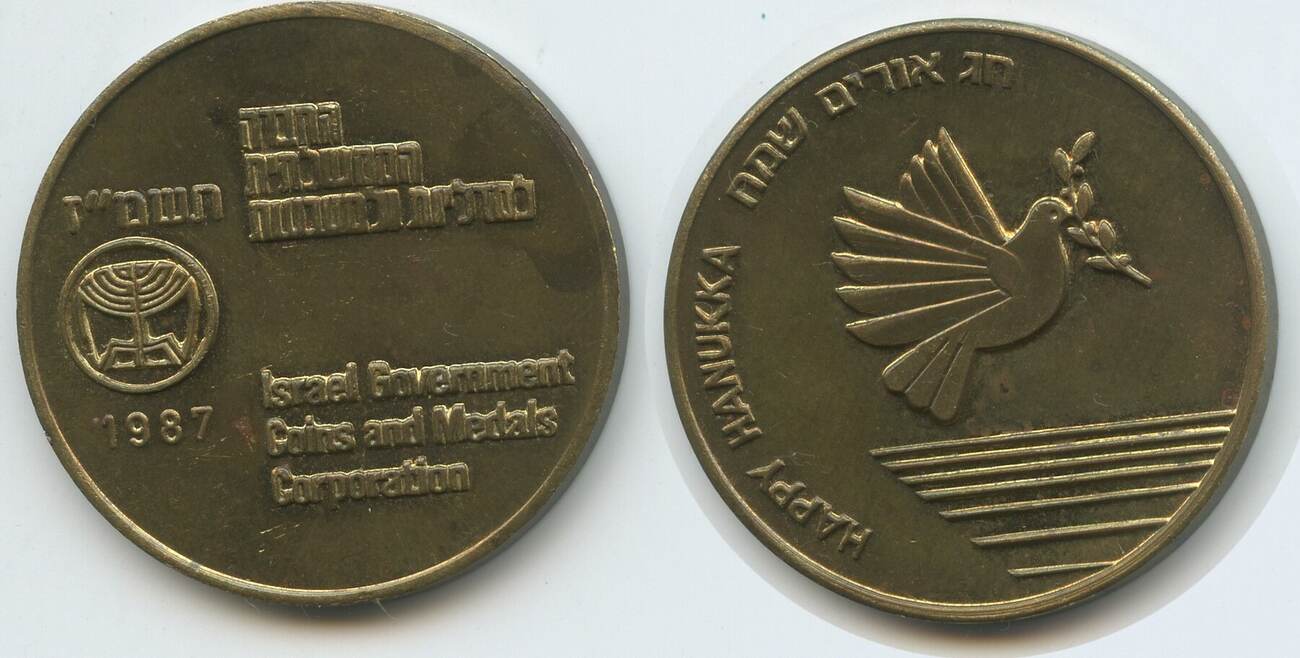 החברה
הממשלתית
למדליות ולמטבעות
תשמ״ז
1987
Israel Government
Coins and Medals
Corporation
חג אורים שמח
HAPPY HANUKKA